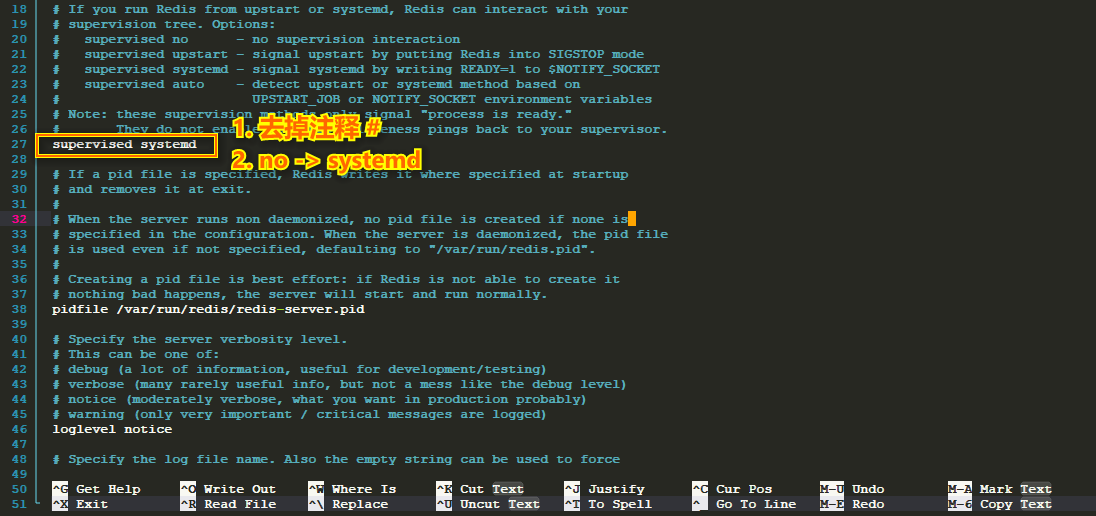 18 # If you run Redis from upstart or systemd, Redis can interact with your
19 # supervision tree. Options:
20 #   supervised no      - no supervision interaction
21 #   supervised upstart - signal upstart by putting Redis into SIGSTOP mode
22 #   supervised systemd - signal systemd by writing READY=1 to $NOTIFY_SOCKET
23 #   supervised auto    - detect upstart or systemd method based on
24 #                        UPSTART_JOB or NOTIFY_SOCKET environment variables
25 # Note: these supervision methods only signal "process is ready."
26 #       They do not enable eness pings back to your supervisor.
1. 去掉注释 #
27 supervised systemd
2. no -> systemd
28
29 # If a pid file is specified, Redis writes it where specified at startup
30 # and removes it at exit.
31 #
32 # When the server runs non daemonized, no pid file is created if none is
33 # specified in the configuration. When the server is daemonized, the pid file
34 # is used even if not specified, defaulting to "/var/run/redis.pid".
35 #
36 # Creating a pid file is best effort: if Redis is not able to create it
37 # nothing bad happens, the server will start and run normally.
38 pidfile /var/run/redis/redis-server.pid
39
40 # Specify the server verbosity level.
41 # This can be one of:
42 # debug (a lot of information, useful for development/testing)
43 # verbose (many rarely useful info, but not a mess like the debug level)
44 # notice (moderately verbose, what you want in production probably)
45 # warning (only very important / critical messages are logged)
46 loglevel notice
47
48 # Specify the log file name. Also the empty string can be used to force
49
50 ^G Get Help ^O Write Out ^W Where Is ^K Cut Text ^J Justify ^C Cur Pos M-U Undo M-A Mark Text
51 ^X Exit ^R Read File ^\ Replace ^U Uncut Text ^T To Spell ^_ Go To Line M-E Redo M-6 Copy Text